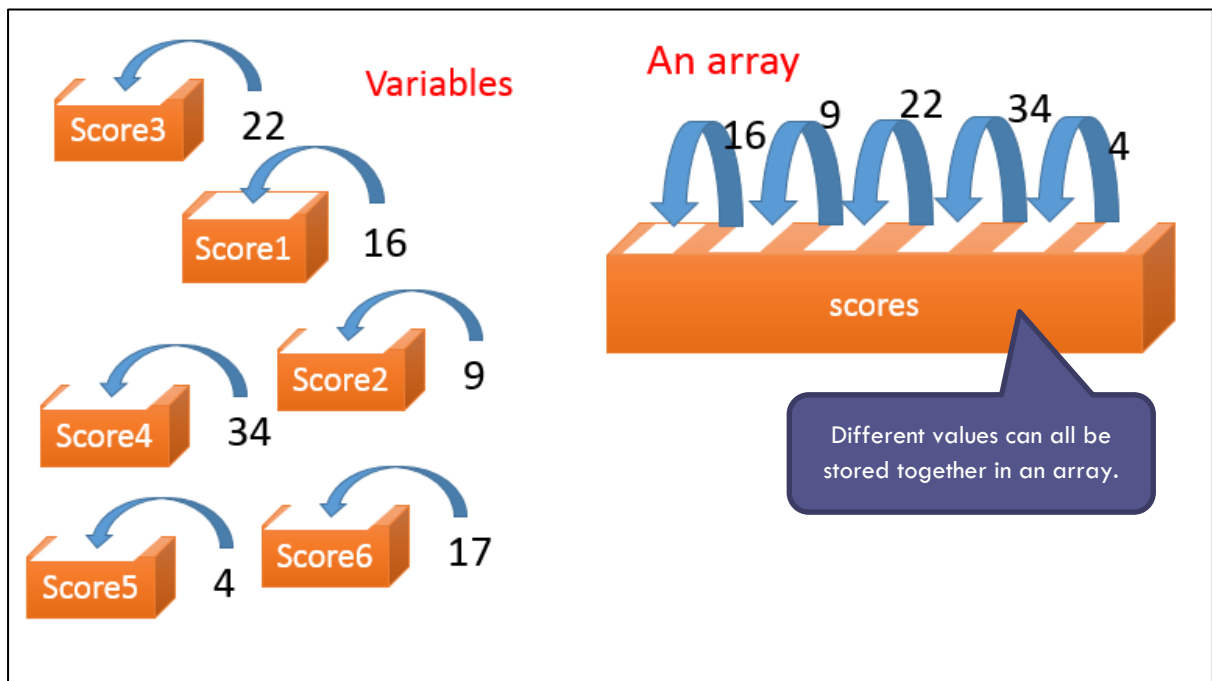 Variables
Score3
22
Score1
16
Score2
9
Score4
34
Score6
17
Score5
4
An array
16 9 22 34 4
scores
Different values can all be
stored together in an array.